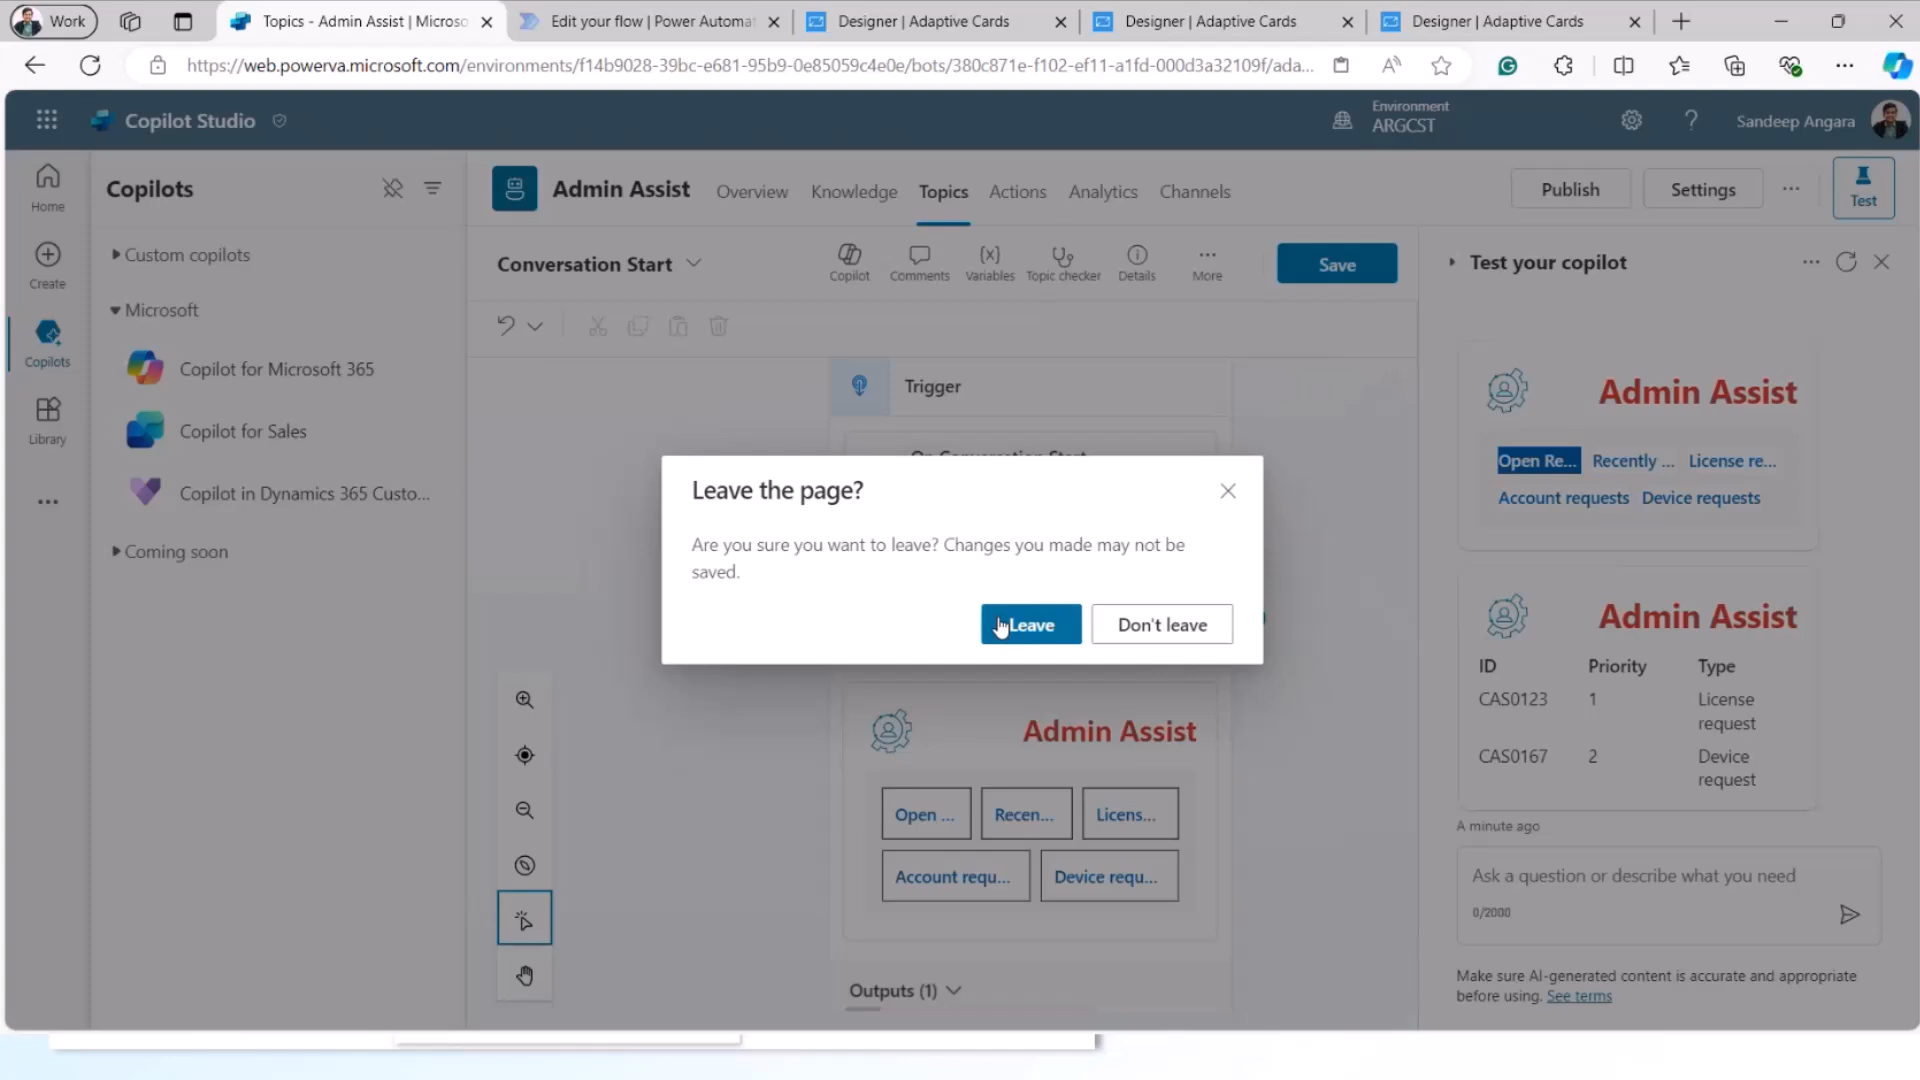 Work
Topics - Admin Assist | Microso
Edit your flow | Power Automa
Designer | Adaptive Cards
Designer | Adaptive Cards
Designer | Adaptive Cards
https://web.powerva.microsoft.com/environments/f14b9028-39bc-e681-95b9-0e85059c4e0e/bots/380c871e-f102-ef11-a1fd-000d3a32109f/ada...
Copilot Studio
Environment
ARGCST
Sandeep Angara
Home
Create
Copilots
Library
Copilots
Custom copilots
Microsoft
Copilot for Microsoft 365
Copilot for Sales
Copilot in Dynamics 365 Custo...
Coming soon
Admin Assist
Overview
Knowledge
Topics
Actions
Analytics
Channels
Publish
Settings
Test
Conversation Start
Copilot
Comments
Variables
Topic checker
Details
More
Save
Trigger
On Conversation Start
Leave the page?
Are you sure you want to leave? Changes you made may not be
saved.
Leave
Don't leave
Admin Assist
Open ...
Recen...
Licens...
Account requ...
Device requ...
Outputs (1)
Test your copilot
Admin Assist
Open Re...
Recently ...
License re...
Account requests
Device requests
Admin Assist
ID Priority Type
CAS0123 1 License
request
CAS0167 2 Device
request
A minute ago
Ask a question or describe what you need
0/2000
Make sure AI-generated content is accurate and appropriate
before using. See terms